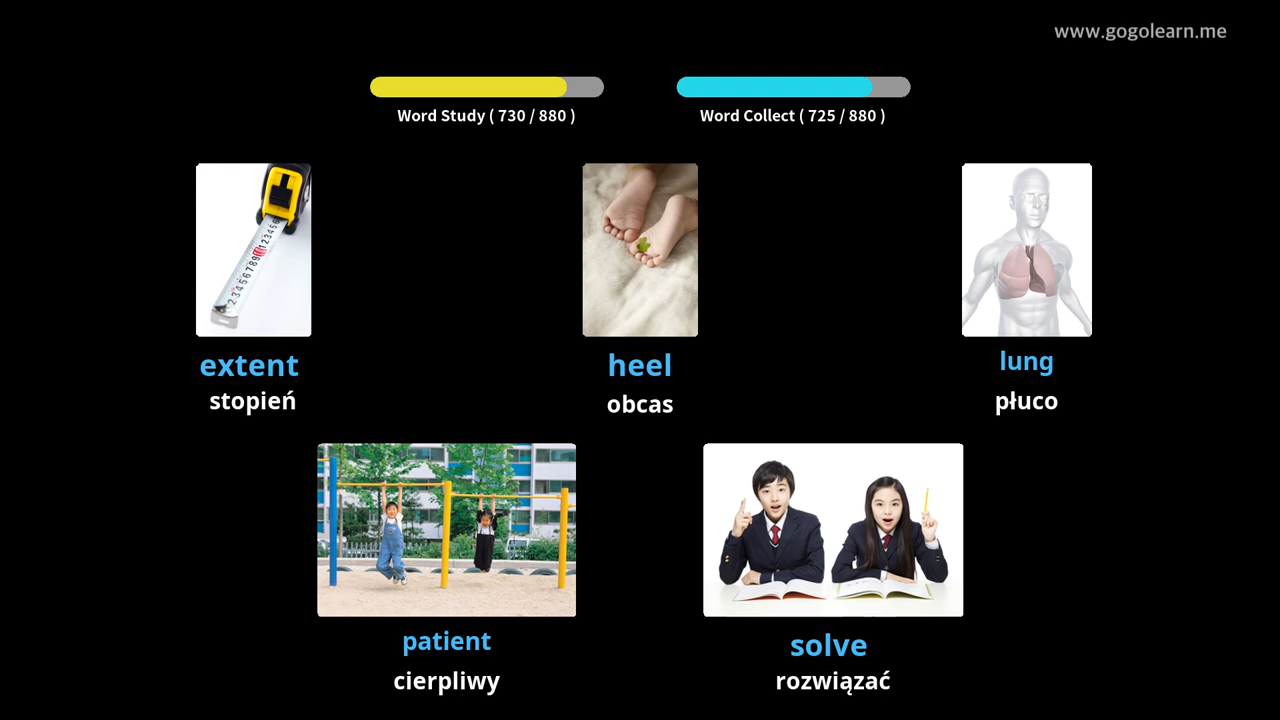 www.gogolearn.me
Word Study ( 730 / 880 )
Word Collect ( 725 / 880 )
extent
stopień
heel
obcas
lung
płuco
patient
cierpliwy
solve
rozwiązać